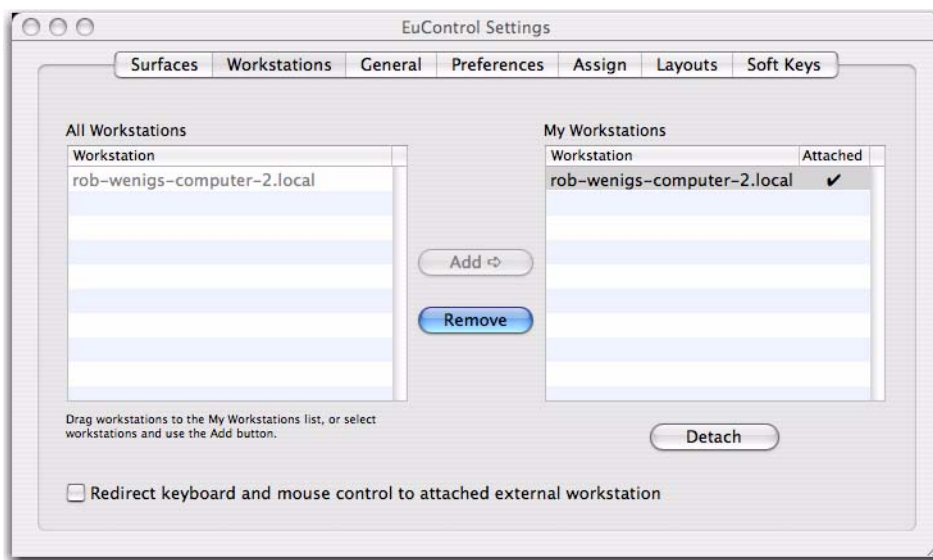 EuControl Settings
Surfaces Workstations General Preferences Assign Layouts Soft Keys
All Workstations
Workstation
rob-wenigs-computer-2.local
My Workstations
Workstation Attached
rob-wenigs-computer-2.local ✔
Add ⇨
Remove
Drag workstations to the My Workstations list, or select
workstations and use the Add button.
Detach
Redirect keyboard and mouse control to attached external workstation